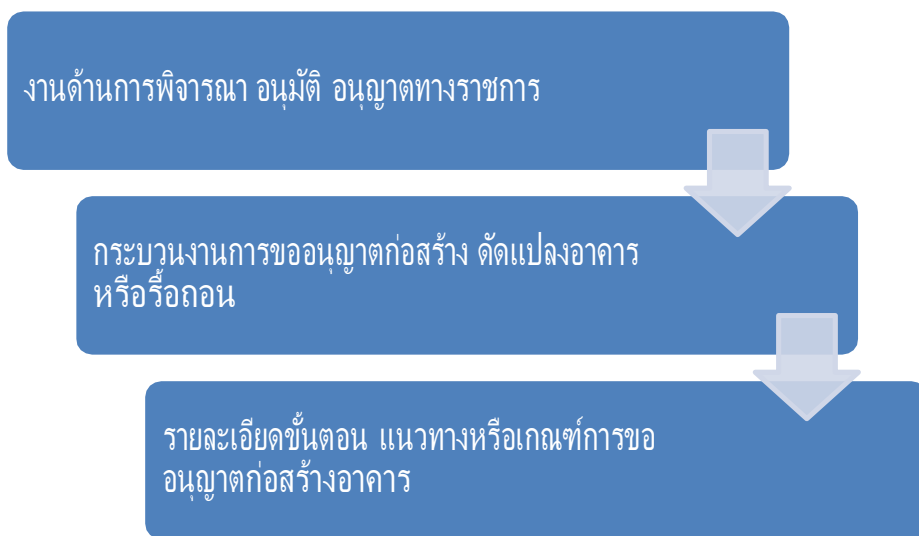 งานด้านการพิจารณา อนุมัติ อนุญาตทางราชการ
กระบวนงานการขออนุญาตก่อสร้าง ดัดแปลงอาคาร
หรือรื้อถอน
รายละเอียดขั้นตอน แนวทางหรือเกณฑ์การขอ
อนุญาตก่อสร้างอาคาร